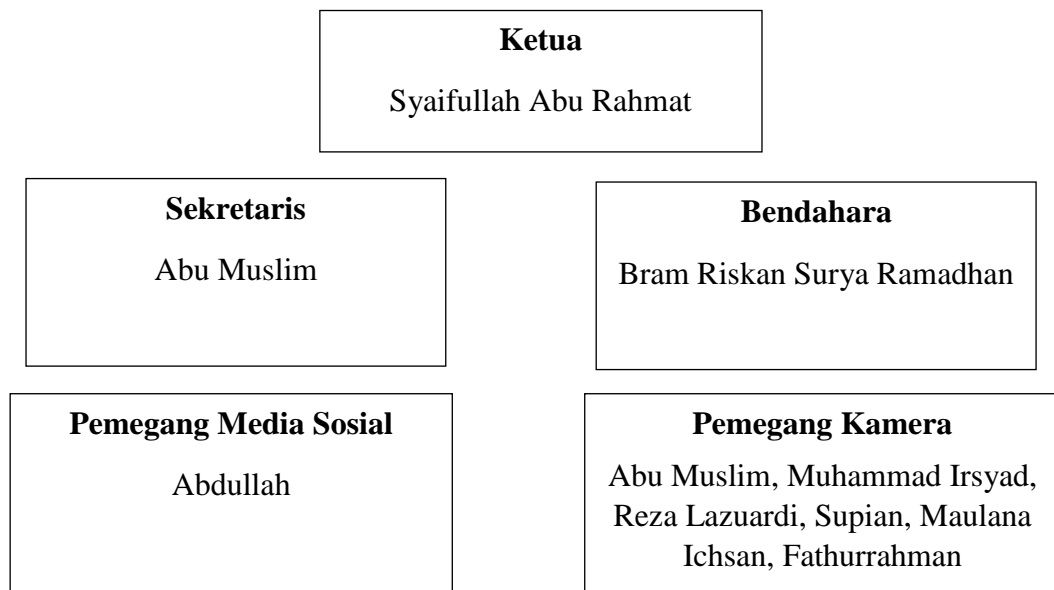 Ketua
Syaifullah Abu Rahmat
Sekretaris
Abu Muslim
Bendahara
Bram Riskan Surya Ramadhan
Pemegang Media Sosial
Abdullah
Pemegang Kamera
Abu Muslim, Muhammad Irsyad,
Reza Lazuardi, Supian, Maulana
Ichsan, Fathurrahman